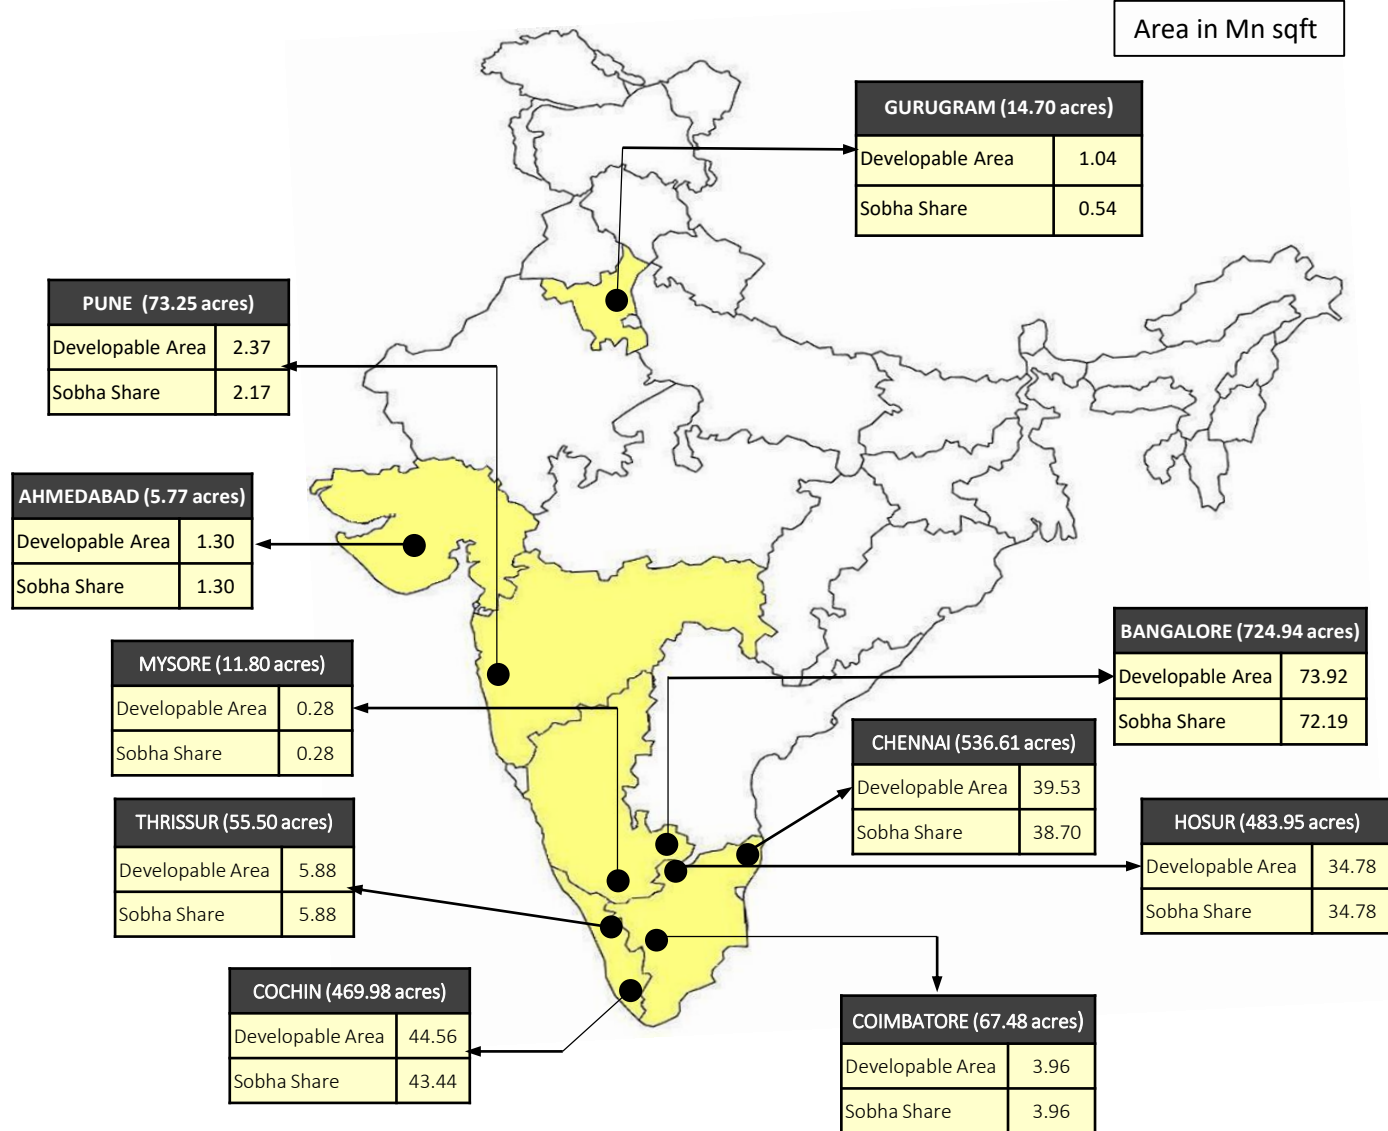 Area in Mn sqft
GURUGRAM (14.70 acres)
Developable Area 1.04
Sobha Share 0.54
PUNE (73.25 acres)
Developable Area 2.37
Sobha Share 2.17
AHMEDABAD (5.77 acres)
Developable Area 1.30
Sobha Share 1.30
MYSORE (11.80 acres)
Developable Area 0.28
Sobha Share 0.28
BANGALORE (724.94 acres)
Developable Area 73.92
Sobha Share 72.19
CHENNAI (536.61 acres)
Developable Area 39.53
Sobha Share 38.70
THRISSUR (55.50 acres)
Developable Area 5.88
Sobha Share 5.88
HOSUR (483.95 acres)
Developable Area 34.78
Sobha Share 34.78
COCHIN (469.98 acres)
Developable Area 44.56
Sobha Share 43.44
COIMBATORE (67.48 acres)
Developable Area 3.96
Sobha Share 3.96